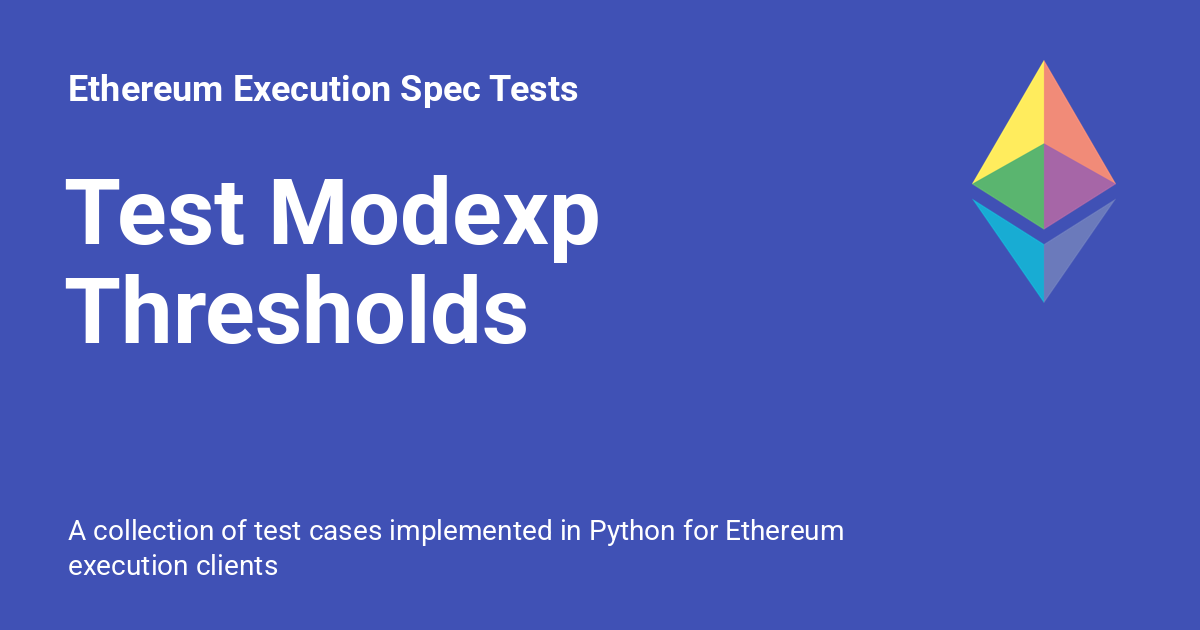 Ethereum Execution Spec Tests
Test Modexp
Thresholds
A collection of test cases implemented in Python for Ethereum
execution clients